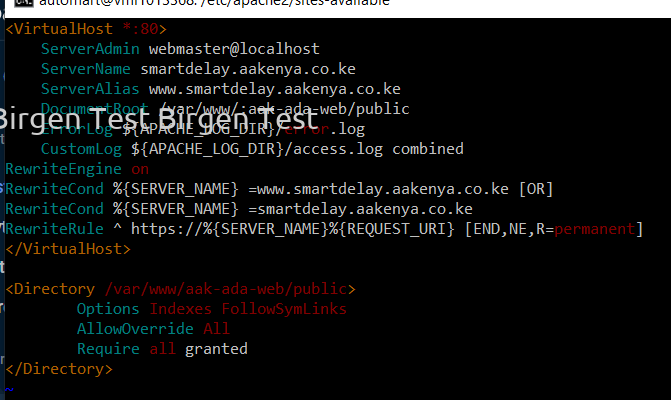 automart@vmi1013368: /etc/apache2/sites-available
<VirtualHost *:80>
ServerAdmin webmaster@localhost
ServerName smartdelay.aakenya.co.ke
ServerAlias www.smartdelay.aakenya.co.ke
DocumentRoot /var/www/;aak-ada-web/public
Birgen Test Birgen Test
ErrorLog ${APACHE_LOG_DIR}/error.log
CustomLog ${APACHE_LOG_DIR}/access.log combined
RewriteEngine on
RewriteCond %{SERVER_NAME} =www.smartdelay.aakenya.co.ke [OR]
RewriteCond %{SERVER_NAME} =smartdelay.aakenya.co.ke
RewriteRule ^ https://%{SERVER_NAME}%{REQUEST_URI} [END,NE,R=permanent]
</VirtualHost>
<Directory /var/www/aak-ada-web/public>
Options Indexes FollowSymLinks
AllowOverride All
Require all granted
</Directory>
~